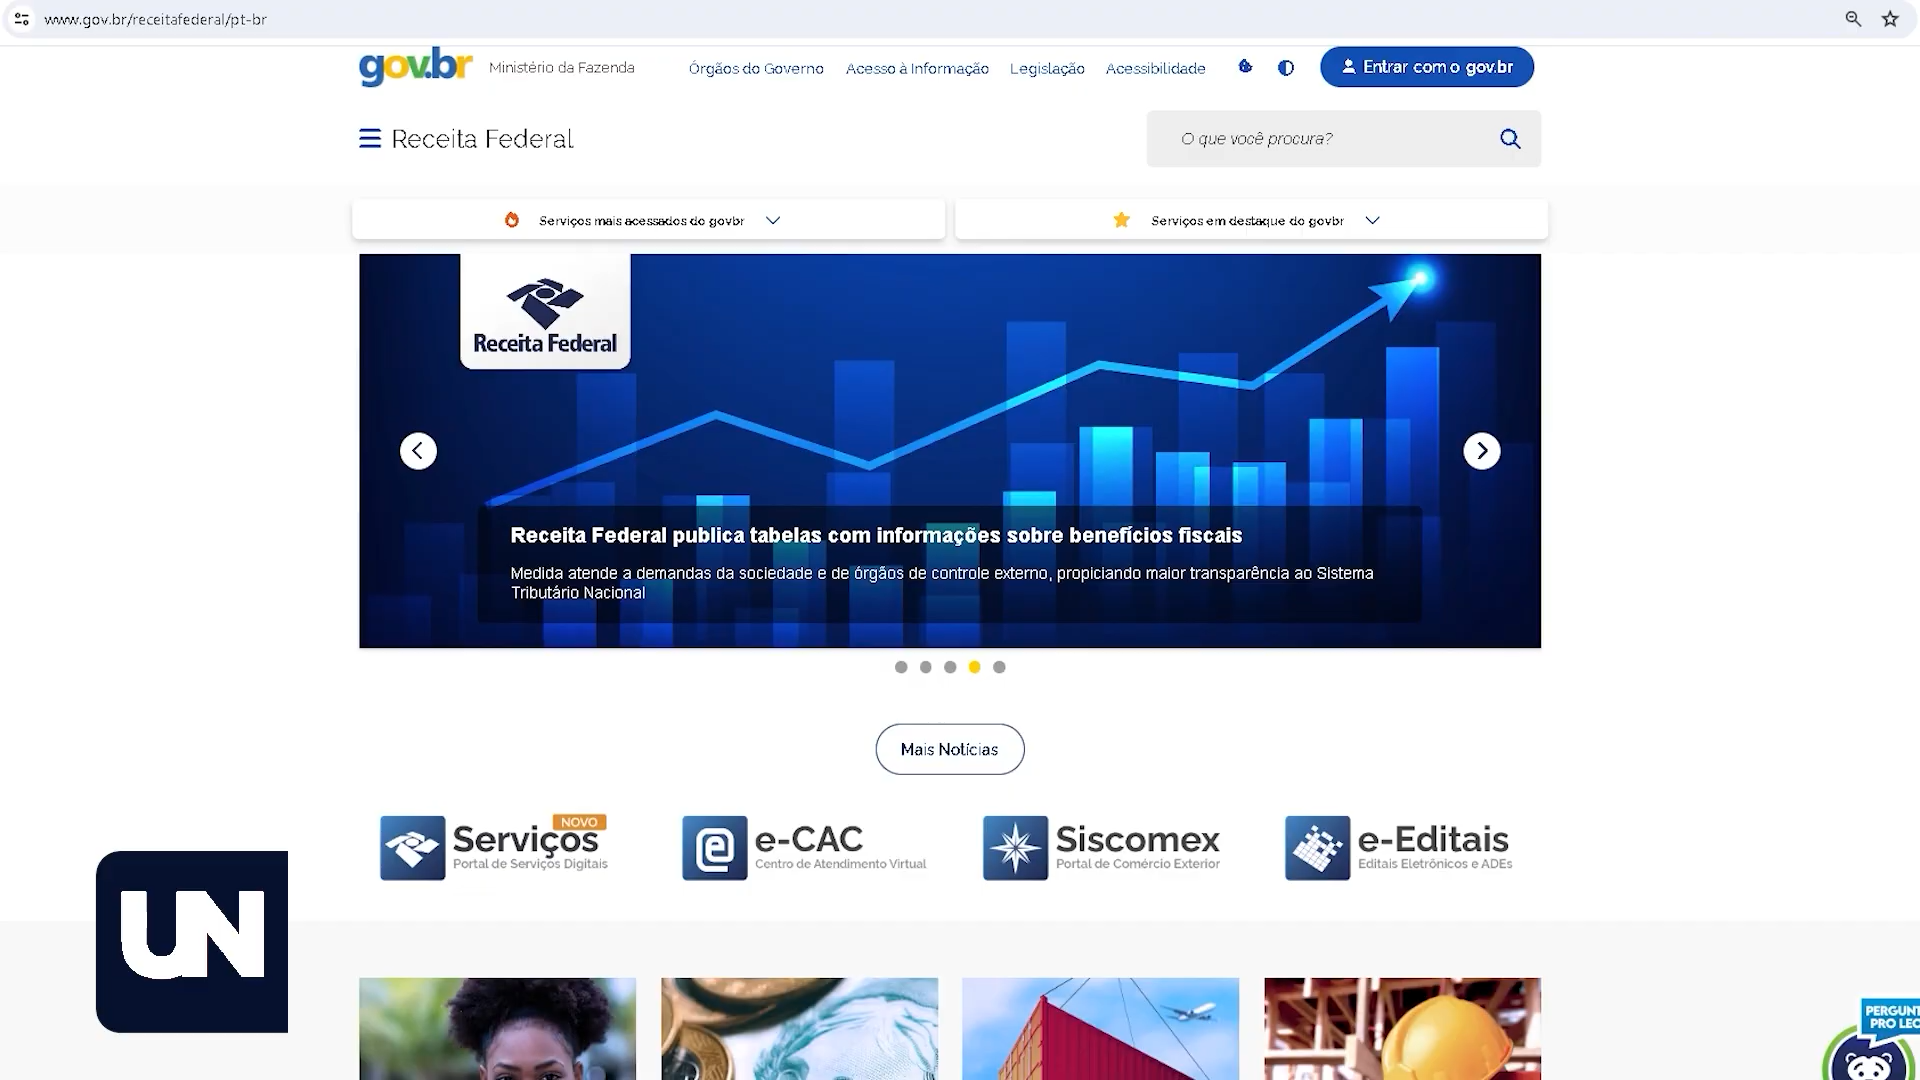 www.gov.br/receitafederal/pt-br
gov.br
Ministério da Fazenda
Órgãos do Governo
Acesso à Informação
Legislação
Acessibilidade
Entrar com o gov.br
Receita Federal
O que você procura?
Serviços mais acessados do govbr
Serviços em destaque do govbr
Receita Federal
Receita Federal publica tabelas com informações sobre benefícios fiscais
Medida atende a demandas da sociedade e de órgãos de controle externo, propiciando maior transparência ao Sistema
Tributário Nacional
Mais Notícias
NOVO
Serviços
Portal de Serviços Digitais
e-CAC
Centro de Atendimento Virtual
Siscomex
Portal de Comércio Exterior
e-Editais
Editais Eletrônicos e ADEs
UN
PERGUNT
PRO LEO